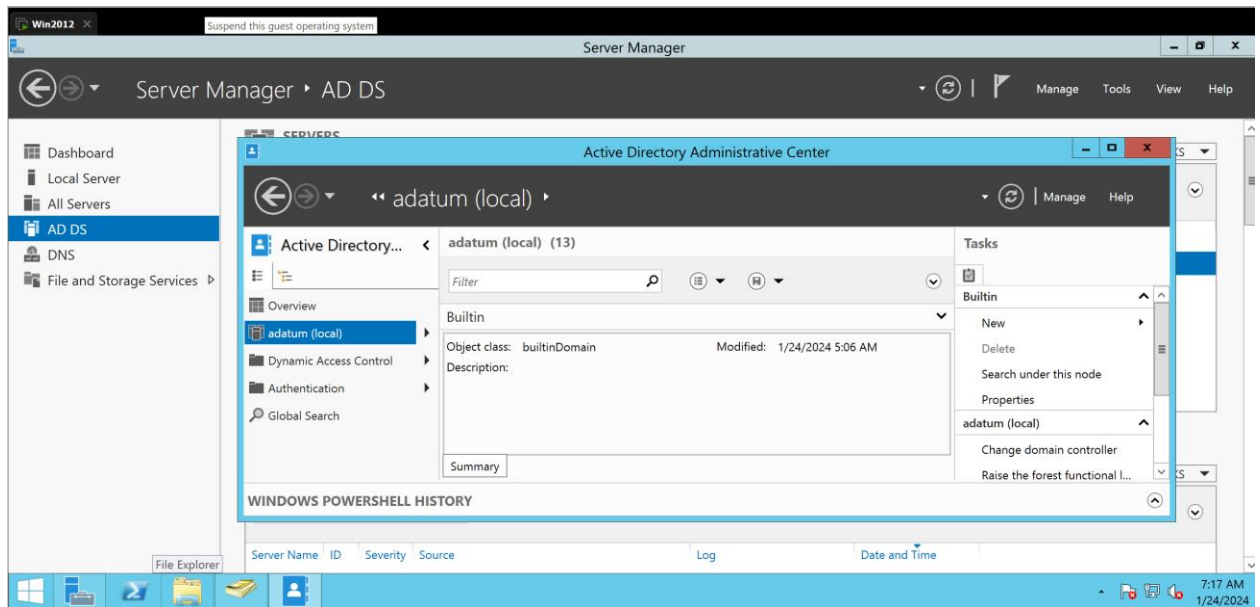 Win2012
Suspend this guest operating system
Server Manager
Server Manager ‣ AD DS
Manage Tools View Help
Dashboard
Local Server
All Servers
AD DS
DNS
File and Storage Services
SERVERS
KS
Active Directory Administrative Center
adatum (local)
Manage Help
Active Directory...
Overview
adatum (local)
Dynamic Access Control
Authentication
Global Search
adatum (local) (13)
Filter
Builtin
Object class: builtinDomain Modified: 1/24/2024 5:06 AM
Description:
Summary
Tasks
Builtin
New
Delete
Search under this node
Properties
adatum (local)
Change domain controller
Raise the forest functional l...
KS
WINDOWS POWERSHELL HISTORY
Server Name ID Severity Source Log Date and Time
File Explorer
7:17 AM
1/24/2024